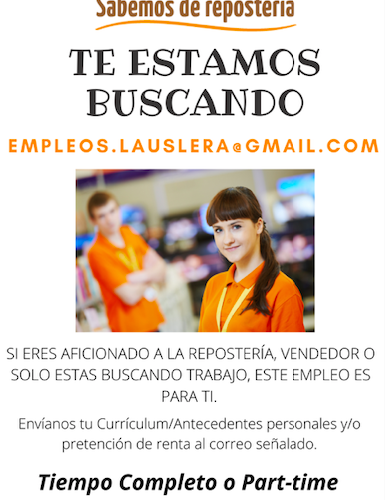 Sabemos de repostería
TE ESTAMOS
BUSCANDO
EMPLEOS.LAUSLERA@GMAIL.COM
SI ERES AFICIONADO A LA REPOSTERÍA, VENDEDOR O
SOLO ESTAS BUSCANDO TRABAJO, ESTE EMPLEO ES
PARA TI.
Envíanos tu Currículum/Antecedentes personales y/o
pretención de renta al correo señalado.
Tiempo Completo o Part-time